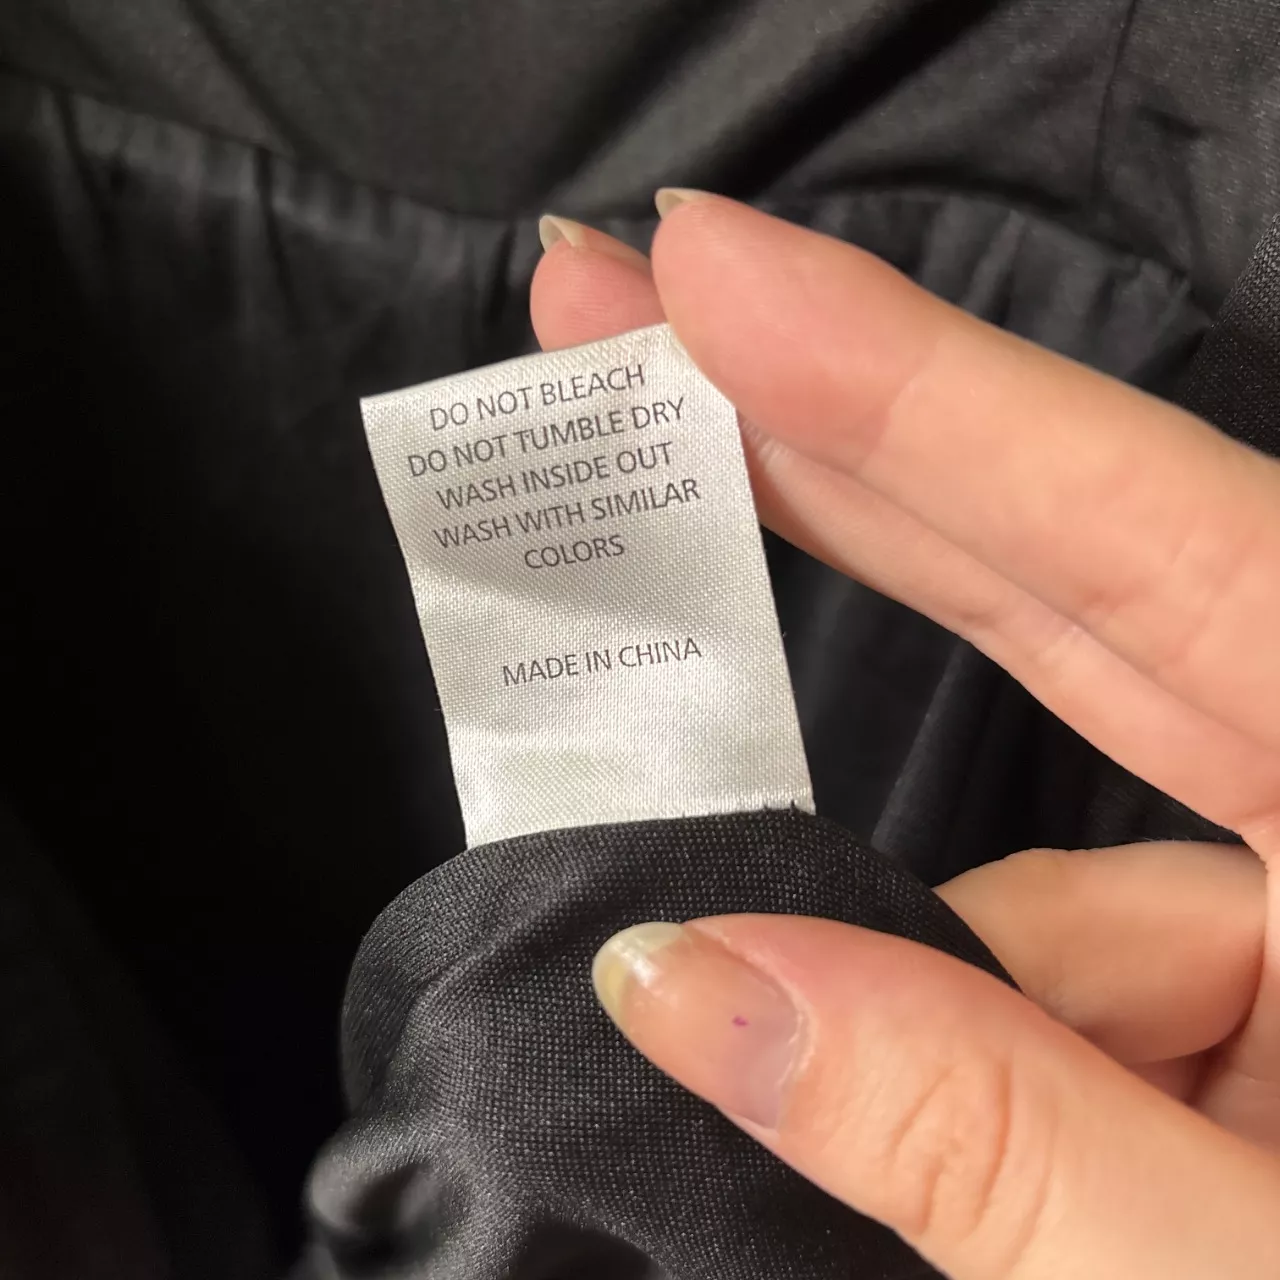 DO NOT BLEACH
DO NOT TUMBLE DRY
WASH INSIDE OUT
WASH WITH SIMILAR
COLORS
MADE IN CHINA